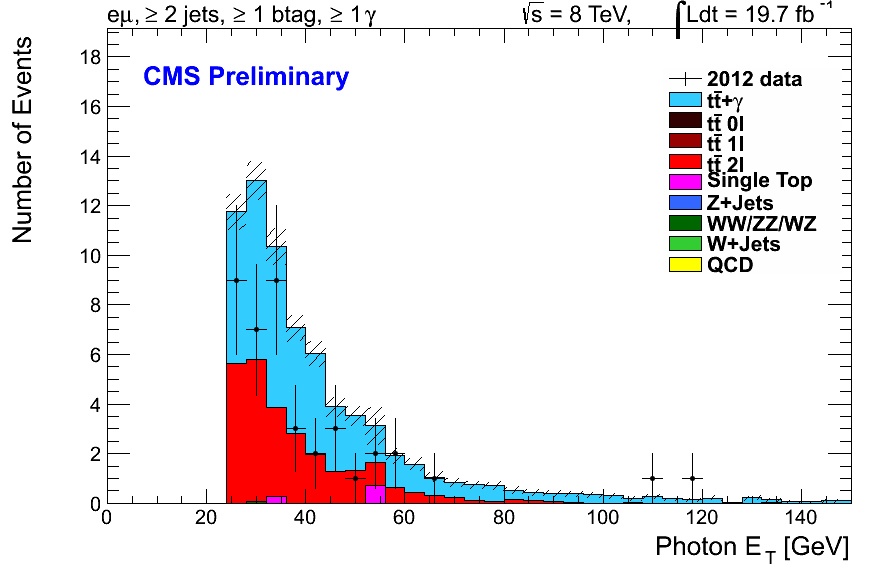 eμ, ≥ 2 jets, ≥ 1 btag, ≥ 1 γ √s = 8 TeV, ∫Ldt = 19.7 fb⁻¹
CMS Preliminary
2012 data
tt̄+γ
tt̄ 0l
tt̄ 1l
tt̄ 2l
Single Top
Z+Jets
WW/ZZ/WZ
W+Jets
QCD
Number of Events
18
16
14
12
10
8
6
4
2
0
0 20 40 60 80 100 120 140
Photon E_T [GeV]